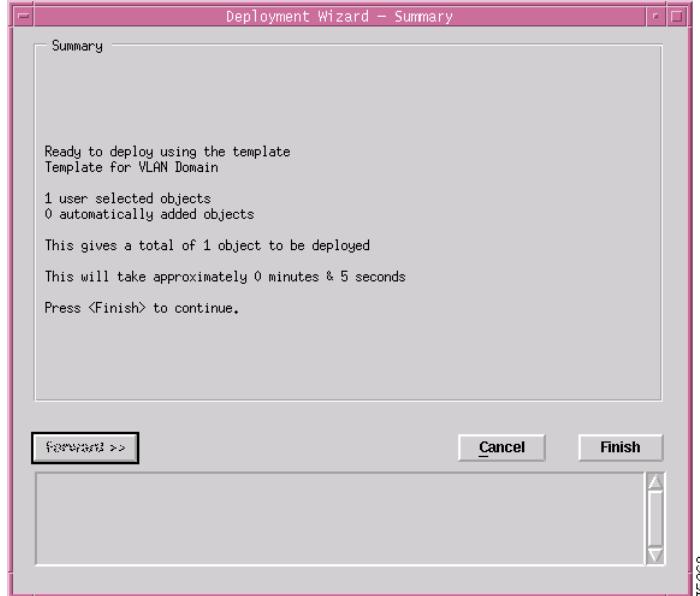 Deployment Wizard — Summary
Summary
Ready to deploy using the template
Template for VLAN Domain
1 user selected objects
0 automatically added objects
This gives a total of 1 object to be deployed
This will take approximately 0 minutes & 5 seconds
Press <Finish> to continue.
Forward >>
Cancel
Finish